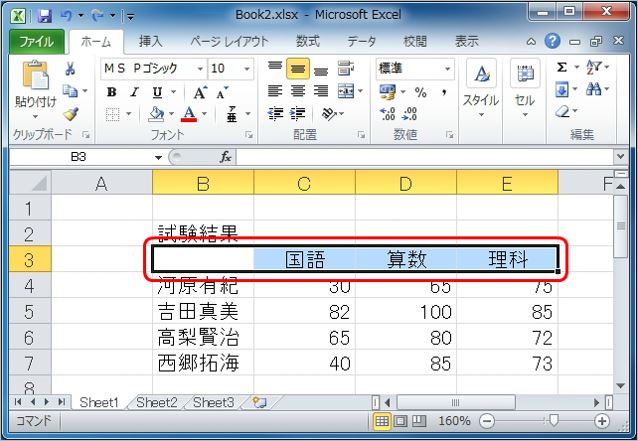 Book2.xlsx - Microsoft Excel
ファイル ホーム 挿入 ページ レイアウト 数式 データ 校閲 表示
ＭＳ Ｐゴシック 10 標準
貼り付け B I U A A % , スタイル セル Σ
ア亜 A .0 .00 .00 .0
クリップボード フォント 配置 数値 編集
B3 fx
A B C D E F
1
2 試験結果
3 国語 算数 理科
4 河原有紀 30 65 75
5 吉田真美 82 100 85
6 高梨賢治 65 80 72
7 西郷拓海 40 85 73
8
Sheet1 Sheet2 Sheet3
コマンド 160%